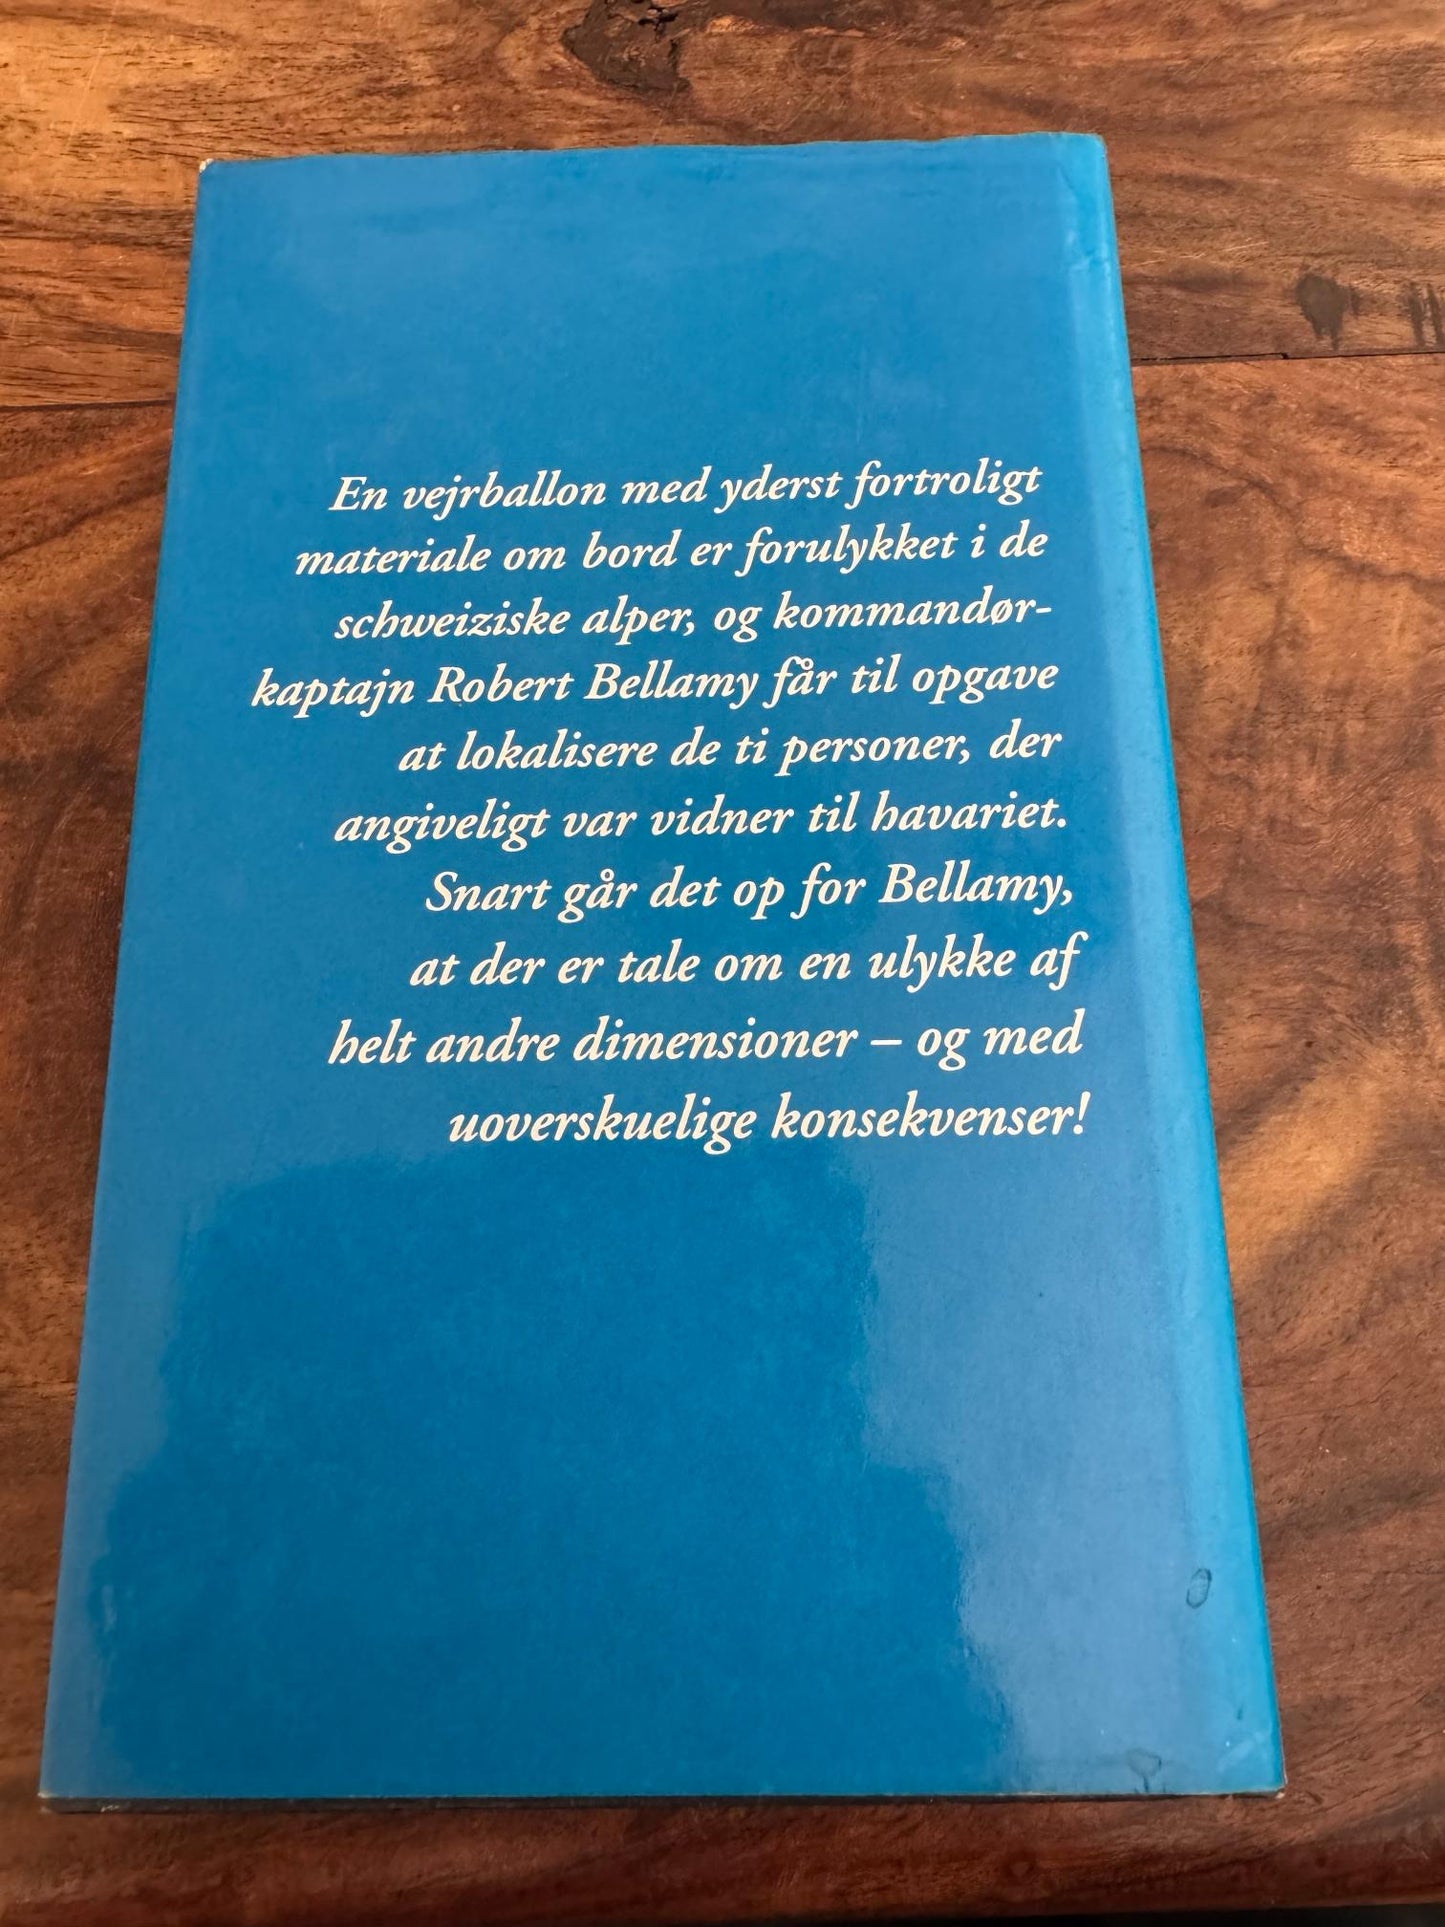 En vejrballon med yderst fortroligt
materiale om bord er forulykket i de
schweiziske alper, og kommandør-
kaptajn Robert Bellamy får til opgave
at lokalisere de ti personer, der
angiveligt var vidner til havariet.
Snart går det op for Bellamy,
at der er tale om en ulykke af
helt andre dimensioner – og med
uoverskuelige konsekvenser!